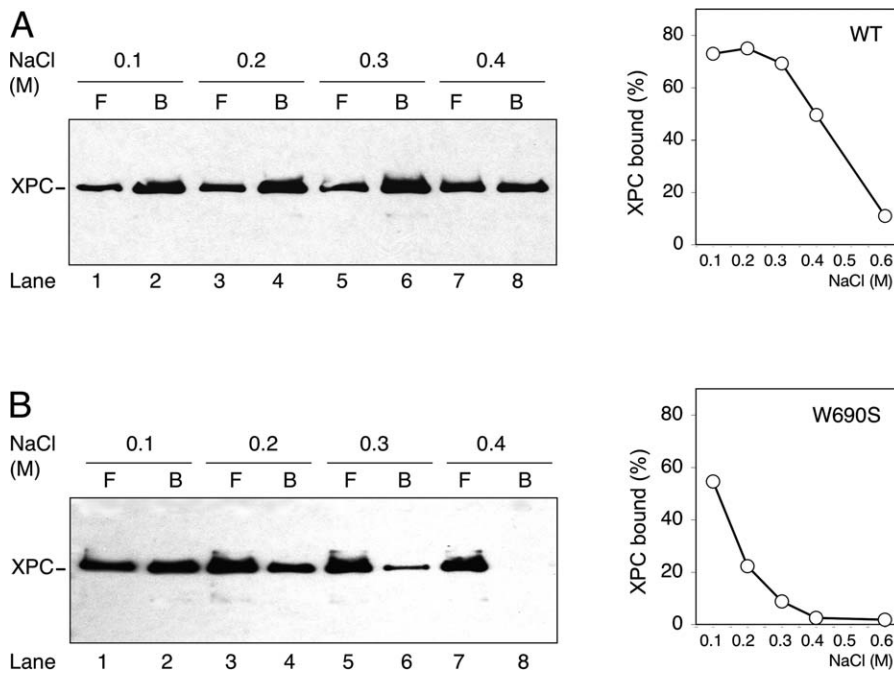 A
NaCl (M) 0.1 0.2 0.3 0.4
F B F B F B F B
XPC
Lane 1 2 3 4 5 6 7 8
WT
XPC bound (%)
80
60
40
20
0
0.1 0.2 0.3 0.4 0.6
NaCl (M)
B
NaCl (M) 0.1 0.2 0.3 0.4
F B F B F B F B
XPC
Lane 1 2 3 4 5 6 7 8
W690S
XPC bound (%)
80
60
40
20
0
0.1 0.2 0.3 0.4 0.6
NaCl (M)